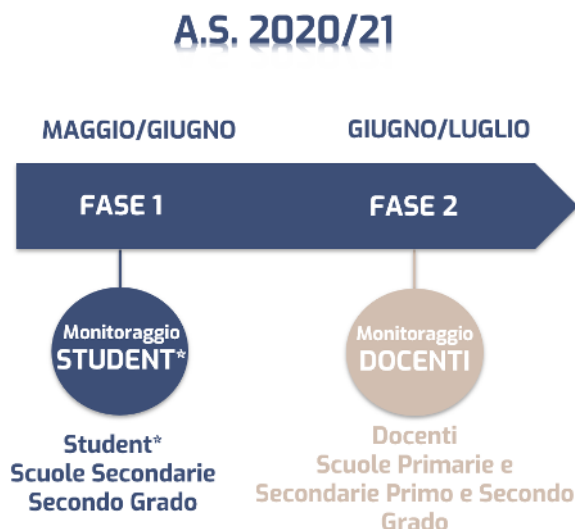 A.S. 2020/21
MAGGIO/GIUGNO
GIUGNO/LUGLIO
FASE 1
FASE 2
Monitoraggio
STUDENT*
Monitoraggio
DOCENTI
Student*
Scuole Secondarie
Secondo Grado
Docenti
Scuole Primarie e
Secondarie Primo e Secondo
Grado